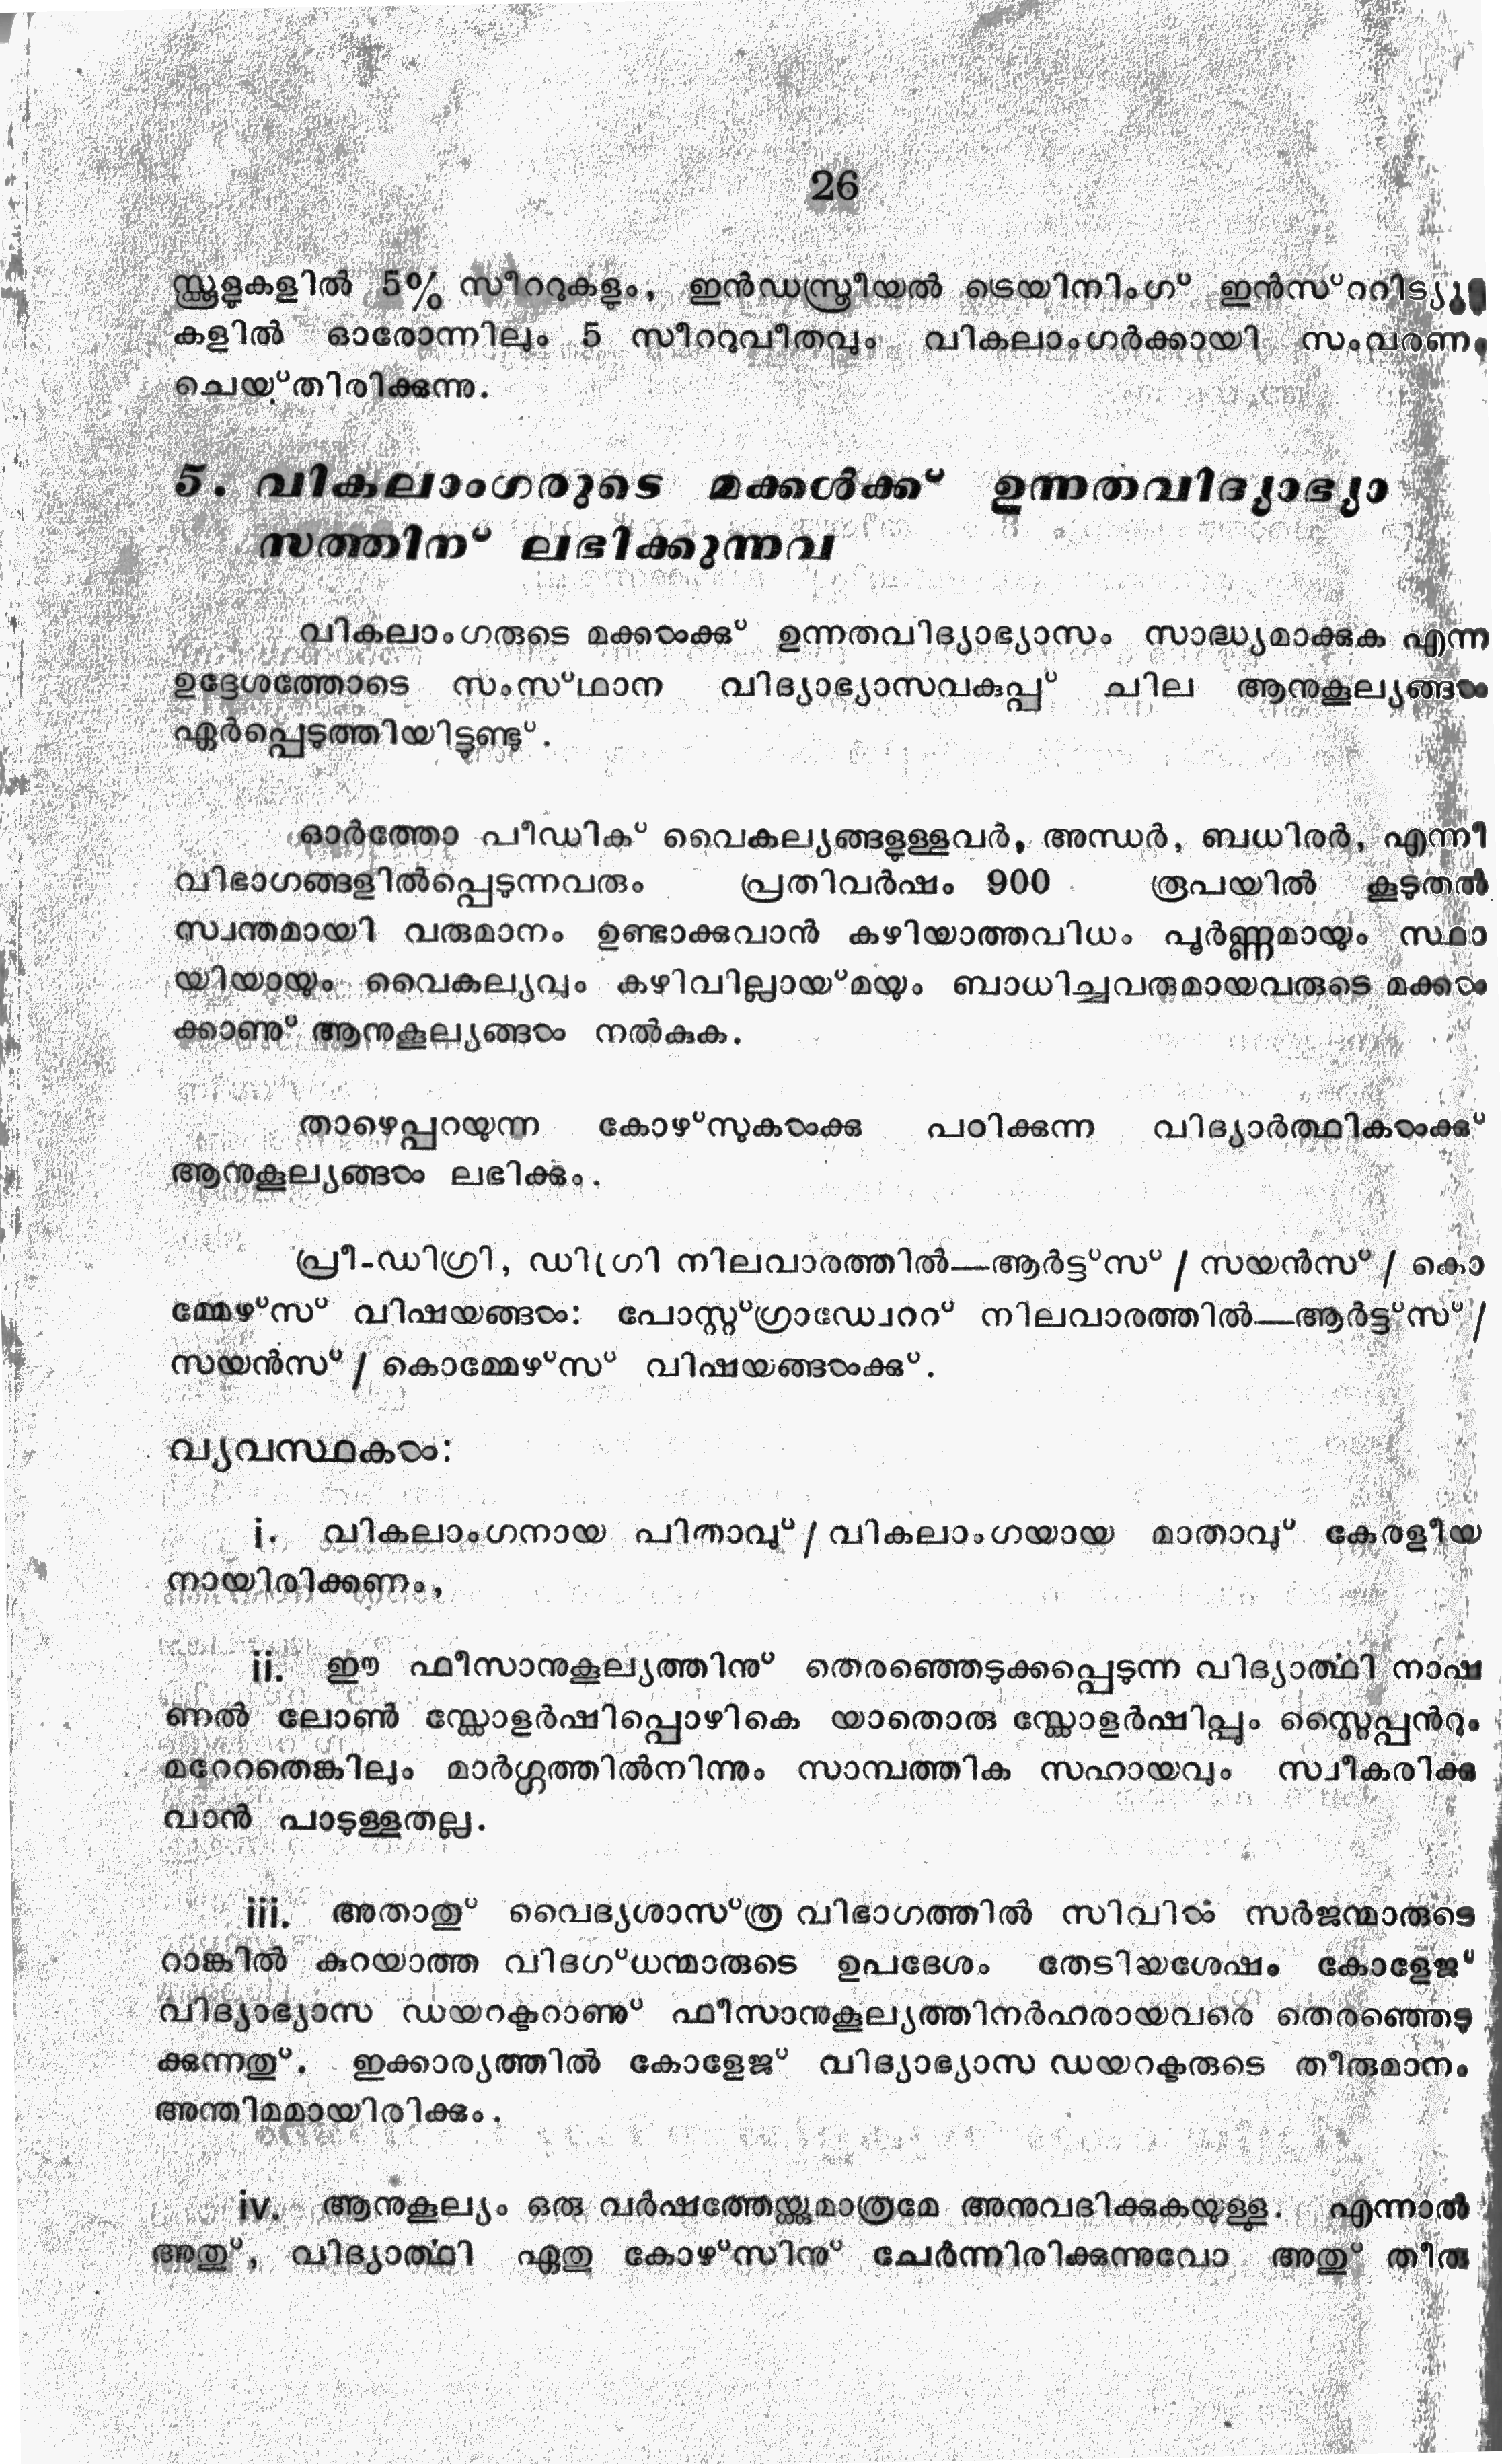 26
സ്കൂളുകളിൽ 5% സീററുകളും, ഇൻഡസ്ട്രീയൽ ട്രെയിനിംഗ് ഇൻസ്ററിട്യൂട്ടു
കളിൽ ഓരോന്നിലും 5 സീററുവീതവും വികലാംഗർക്കായി സംവരണം
ചെയ്തിരിക്കുന്നു.
5. വികലാംഗരുടെ മക്കൾക്ക് ഉന്നതവിദ്യാഭ്യാ
സത്തിന് ലഭിക്കുന്നവ
വികലാംഗരുടെ മക്കൾക്കു് ഉന്നതവിദ്യാഭ്യാസം സാദ്ധ്യമാക്കുക എന്ന
ഉദ്ദേശത്തോടെ സംസ്ഥാന വിദ്യാഭ്യാസവകുപ്പ് ചില ആനുകൂല്യങ്ങൾ
ഏർപ്പെടുത്തിയിട്ടുണ്ടു്.
ഓർത്തോ പീഡിക് വൈകല്യങ്ങളുള്ളവർ, അന്ധർ, ബധിരർ, എന്നീ
വിഭാഗങ്ങളിൽപ്പെടുന്നവരും പ്രതിവർഷം 900 രൂപയിൽ കൂടുതൽ
സ്വന്തമായി വരുമാനം ഉണ്ടാക്കുവാൻ കഴിയാത്തവിധം പൂർണ്ണമായും സ്ഥാ
യിയായും വൈകല്യവും കഴിവില്ലായ്മയും ബാധിച്ചവരുമായവരുടെ മക്കൾ
ക്കാണു് ആനുകൂല്യങ്ങൾ നൽകുക.
താഴെപ്പറയുന്ന കോഴ്സുകൾക്കു പഠിക്കുന്ന വിദ്യാർത്ഥികൾക്കു്
ആനുകൂല്യങ്ങൾ ലഭിക്കും.
പ്രീ-ഡിഗ്രി, ഡിഗ്രി നിലവാരത്തിൽ—ആർട്ട്സ് / സയൻസ് / കൊ
മ്മേഴ്സ് വിഷയങ്ങൾ: പോസ്റ്റ്ഗ്രാഡ്വേററ് നിലവാരത്തിൽ—ആർട്ട്സ് /
സയൻസ് / കൊമ്മേഴ്സ് വിഷയങ്ങൾക്കു്.
വ്യവസ്ഥകൾ:
i. വികലാംഗനായ പിതാവു് / വികലാംഗയായ മാതാവു് കേരളീയ
നായിരിക്കണം,
ii. ഈ ഫീസാനുകൂല്യത്തിനു് തെരഞ്ഞെടുക്കപ്പെടുന്ന വിദ്യാൎത്ഥി നാഷ
ണൽ ലോൺ സ്കോളർഷിപ്പൊഴികെ യാതൊരു സ്കോളർഷിപ്പും സ്റ്റൈപ്പൻറും
മറേറതെങ്കിലും മാർഗ്ഗത്തിൽനിന്നും സാമ്പത്തിക സഹായവും സ്വീകരിക്കു
വാൻ പാടുള്ളതല്ല.
iii. അതാതു് വൈദ്യശാസ്ത്ര വിഭാഗത്തിൽ സിവിൽ സർജന്മാരുടെ
റാങ്കിൽ കുറയാത്ത വിദഗ്ധന്മാരുടെ ഉപദേശം തേടിയശേഷം കോളേജ്
വിദ്യാഭ്യാസ ഡയറക്ടറാണു് ഫീസാനുകൂല്യത്തിനർഹരായവരെ തെരഞ്ഞെടു
ക്കുന്നതു്. ഇക്കാര്യത്തിൽ കോളേജ് വിദ്യാഭ്യാസ ഡയറക്ടരുടെ തീരുമാനം
അന്തിമമായിരിക്കും.
iv. ആനുകൂല്യം ഒരു വർഷത്തേയ്ക്കുമാത്രമേ അനുവദിക്കുകയുള്ളു. എന്നാൽ
അതു്, വിദ്യാൎത്ഥി ഏതു കോഴ്സിനു് ചേർന്നിരിക്കുന്നുവോ അതു് തീരു